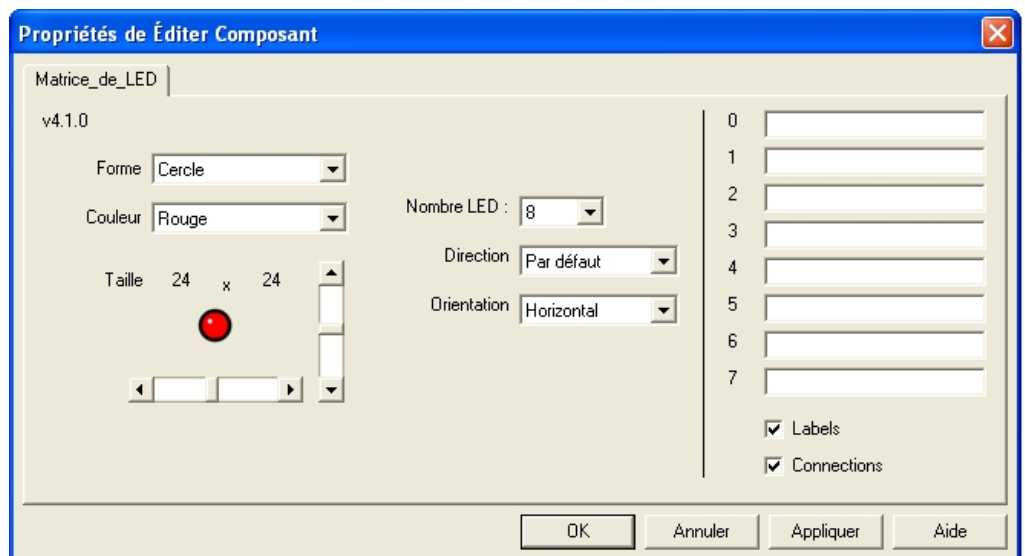 Propriétés de Éditer Composant
Matrice_de_LED
v4.1.0
Forme Cercle
Couleur Rouge
Taille 24 x 24
Nombre LED : 8
Direction Par défaut
Orientation Horizontal
0
1
2
3
4
5
6
7
Labels
Connections
OK Annuler Appliquer Aide